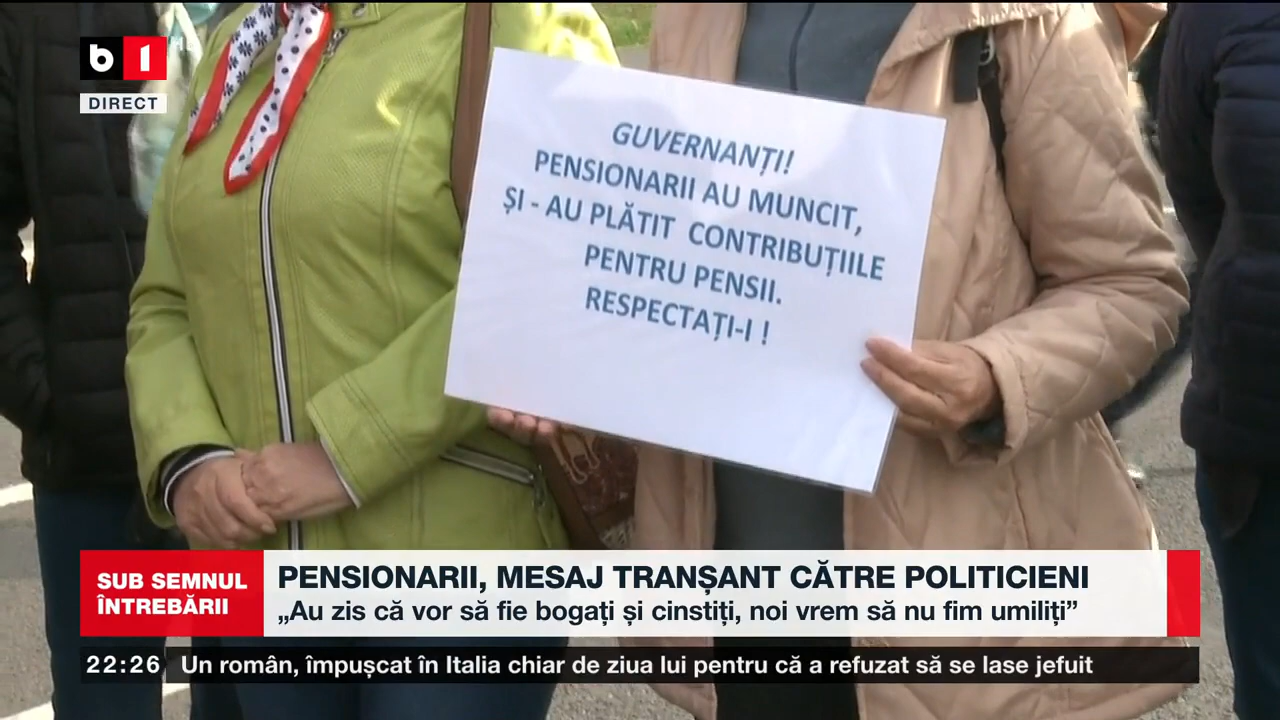 b1
HD
DIRECT
GUVERNANȚI!
PENSIONARII AU MUNCIT,
ȘI - AU PLĂTIT CONTRIBUȚIILE
PENTRU PENSII.
RESPECTAȚI-I !
SUB SEMNUL
ÎNTREBĂRII
PENSIONARII, MESAJ TRANȘANT CĂTRE POLITICIENI
„Au zis că vor să fie bogați și cinstiți, noi vrem să nu fim umiliți”
22:26 Un român, împușcat în Italia chiar de ziua lui pentru că a refuzat să se lase jefuit